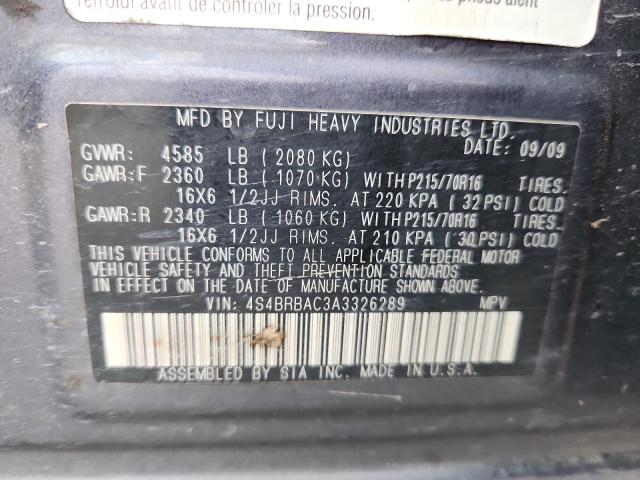 refroidi avant de contrôler la pression.
MFD BY FUJI HEAVY INDUSTRIES LTD.
DATE: 09/09
GVWR: 4585 LB (2080 KG)
GAWR:F 2360 LB (1070 KG) WITH P215/70R16 TIRES.
16X6 1/2JJ RIMS. AT 220 KPA (32 PSI) COLD
GAWR:R 2340 LB (1060 KG) WITH P215/70R16 TIRES.
16X6 1/2JJ RIMS. AT 210 KPA (30 PSI) COLD
THIS VEHICLE CONFORMS TO ALL APPLICABLE FEDERAL MOTOR
VEHICLE SAFETY AND THEFT PREVENTION STANDARDS
IN EFFECT ON THE DATE OF MANUFACTURE SHOWN ABOVE.
VIN: 4S4BRBAC3A3326289 MPV
ASSEMBLED BY SIA INC. MADE IN U.S.A.